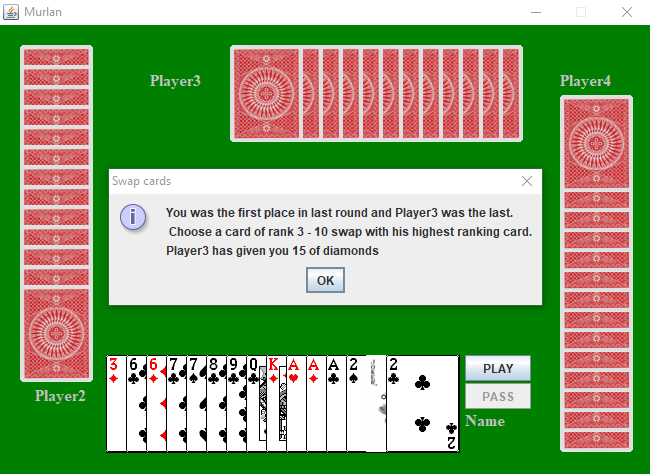 Murlan
Player3
Player4
Swap cards
You was the first place in last round and Player3 was the last.
Choose a card of rank 3 - 10 swap with his highest ranking card.
Player3 has given you 15 of diamonds
OK
3 6 6 7 7 8 9 Q K A A A 2 2
2
PLAY
PASS
Player2
Name